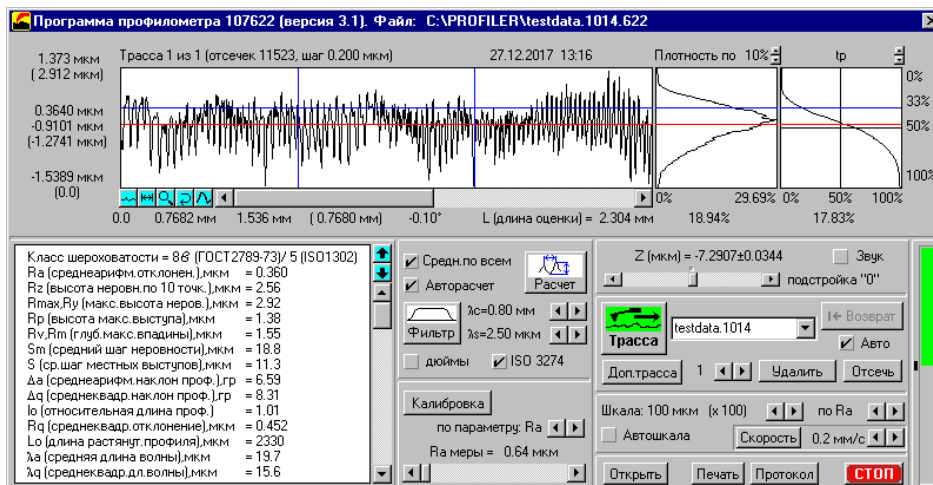 Программа профилометра 107622 (версия 3.1). Файл: C:\PROFILER\testdata.1014.622
Трасса 1 из 1 (отсечек 11523, шаг 0.200 мкм) 27.12.2017 13:16 Плотность по 10% tp
1.373 мкм
(2.912 мкм)
0.3640 мкм
-0.9101 мкм
(-1.2741 мкм)
-1.5389 мкм
(0.0)
0%
33%
50%
100%
0% 29.69% 0% 50% 100%
0.0 0.7682 мм 1.536 мм (0.7680 мм) -0.10° L (длина оценки) = 2.304 мм 18.94% 17.83%
Класс шероховатости = 8б (ГОСТ2789-73)/ 5 (ISO1302)
Ra (среднеарифм.отклонен.),мкм = 0.360
Rz (высота неровн.по 10 точк.),мкм = 2.56
Rmax,Ry (макс.высота неров.),мкм = 2.92
Rp (высота макс.выступа),мкм = 1.38
Rv,Rm (глуб.макс.впадины),мкм = 1.55
Sm (средний шаг неровности),мкм = 18.8
S (ср.шаг местных выступов),мкм = 11.3
Δa (среднеарифм.наклон проф.),гр = 6.59
Δq (среднеквадр.наклон проф.),гр = 8.31
lo (относительная длина проф.) = 1.01
Rq (среднеквадр.отклонение),мкм = 0.452
Lo (длина растянут.профиля),мкм = 2330
λa (средняя длина волны),мкм = 19.7
λq (среднеквадр.дл.волны),мкм = 15.6
Средн.по всем
Авторасчет
Расчет
λc=0.80 мм
Фильтр λs=2.50 мкм
дюймы ISO 3274
Калибровка
по параметру: Ra
Ra меры = 0.64 мкм
Z (мкм) = -7.2907±0.0344 Звук
подстройка "0"
Трасса
testdata.1014
Возврат
Авто
Доп.трасса 1 Удалить Отсечь
Шкала: 100 мкм (x 100) по Ra
Автошкала Скорость 0.2 мм/с
Открыть Печать Протокол СТОП